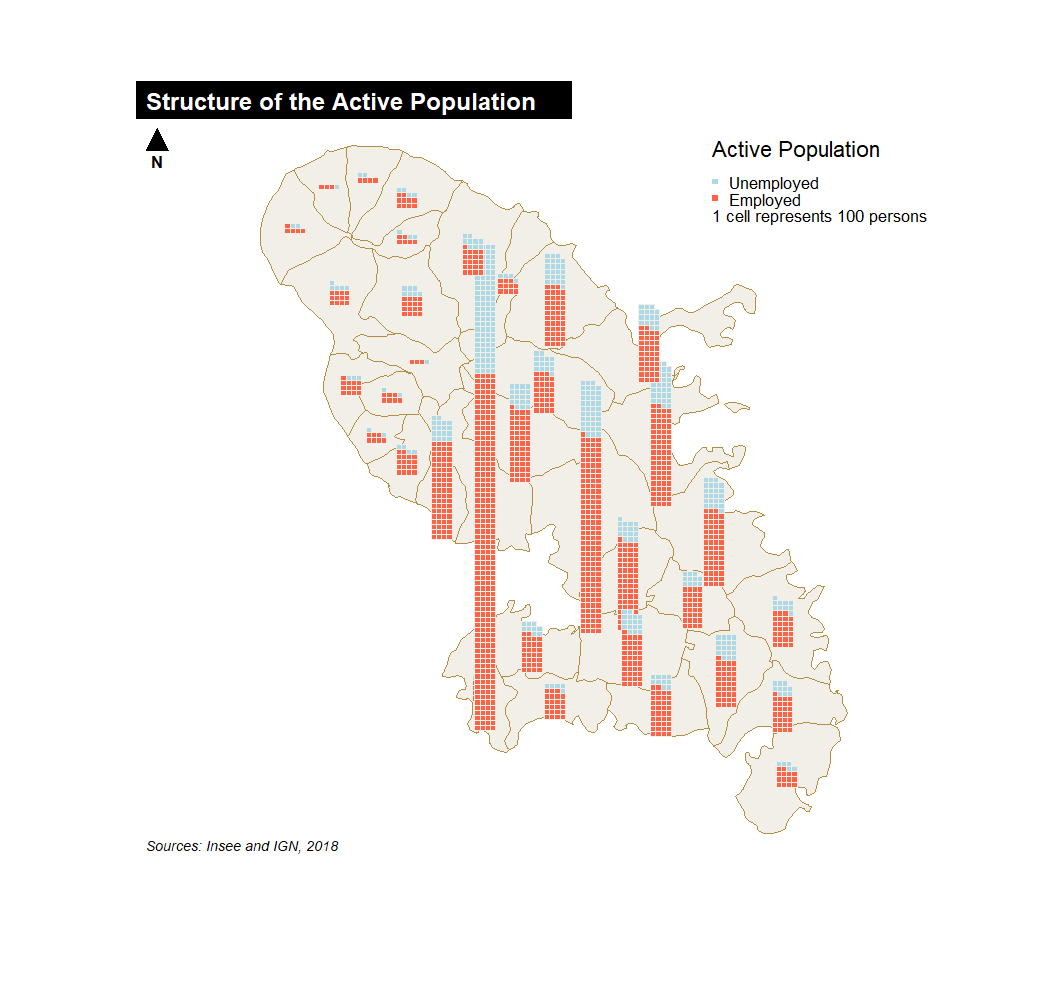 Structure of the Active Population
N
Active Population
Unemployed
Employed
1 cell represents 100 persons
Sources: Insee and IGN, 2018